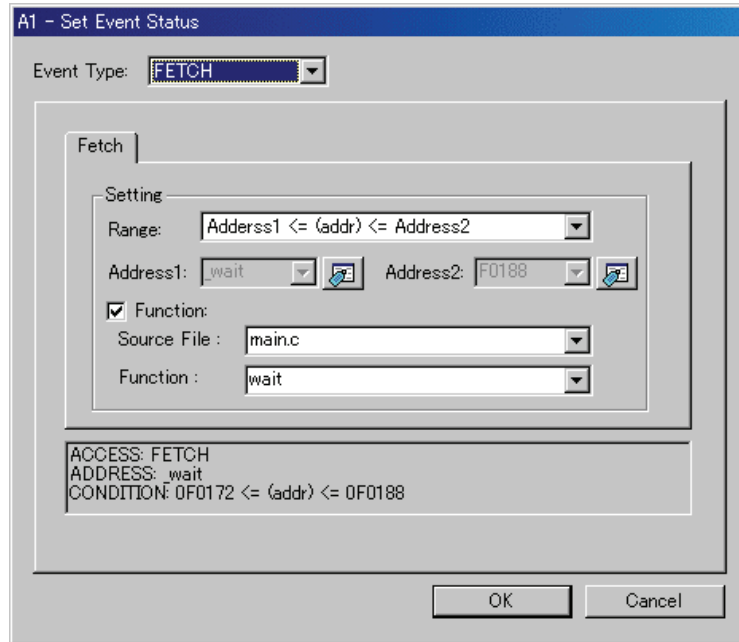 A1 - Set Event Status
Event Type: FETCH
Fetch
Setting
Range: Adderss1 <= (addr) <= Address2
Address1: _wait Address2: F0188
Function:
Source File : main.c
Function : wait
ACCESS: FETCH
ADDRESS: _wait
CONDITION: 0F0172 <= (addr) <= 0F0188
OK Cancel